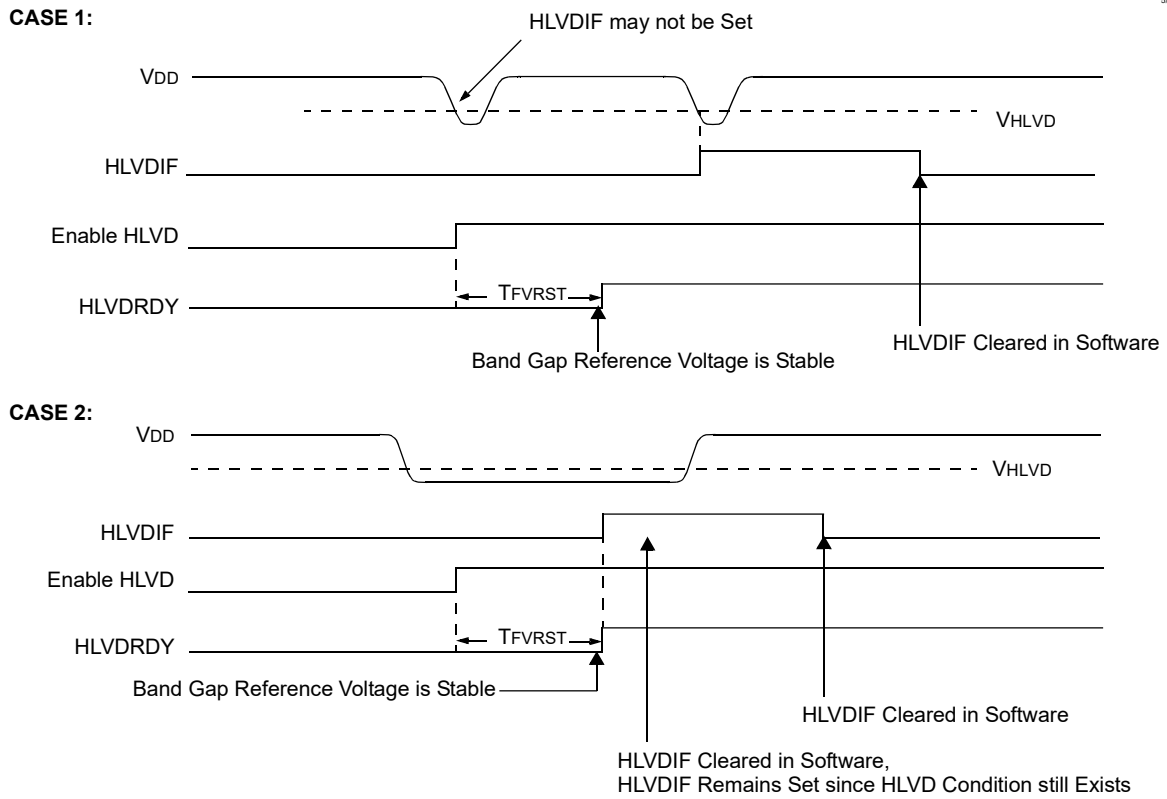 CASE 1:
HLVDIF may not be Set
VDD
VHLVD
HLVDIF
Enable HLVD
TFVRST
HLVDRDY
HLVDIF Cleared in Software
Band Gap Reference Voltage is Stable
CASE 2:
VDD
VHLVD
HLVDIF
Enable HLVD
TFVRST
HLVDRDY
Band Gap Reference Voltage is Stable
HLVDIF Cleared in Software
HLVDIF Cleared in Software,
HLVDIF Remains Set since HLVD Condition still Exists